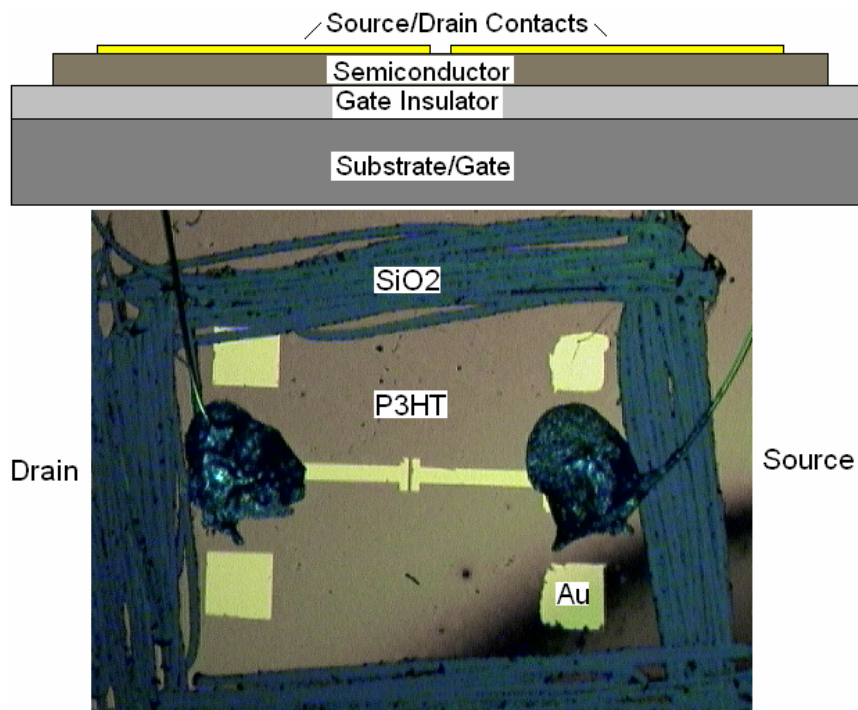 Source/Drain Contacts
Semiconductor
Gate Insulator
Substrate/Gate
SiO2
P3HT
Drain
Source
Au